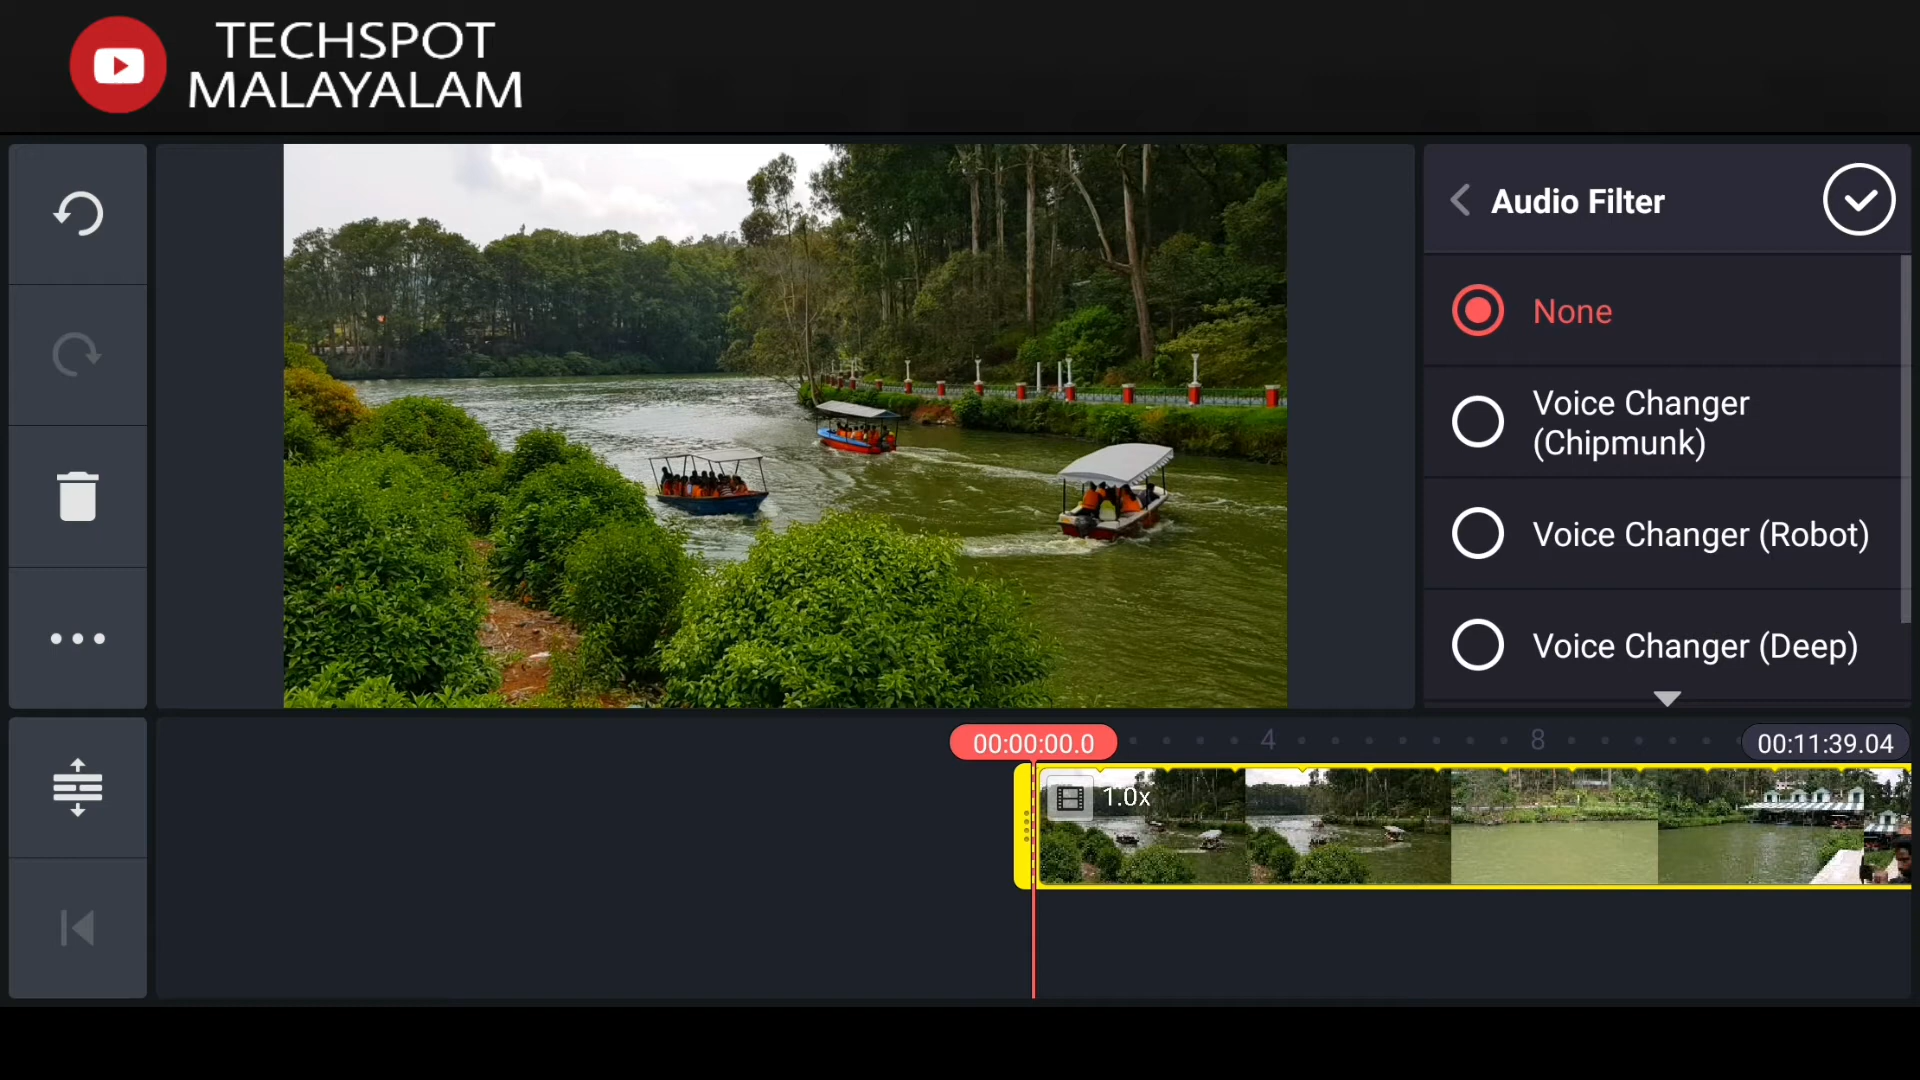 TECHSPOT
MALAYALAM
Audio Filter
None
Voice Changer
(Chipmunk)
Voice Changer (Robot)
Voice Changer (Deep)
00:00:00.0
4
8
00:11:39.04
1.0x